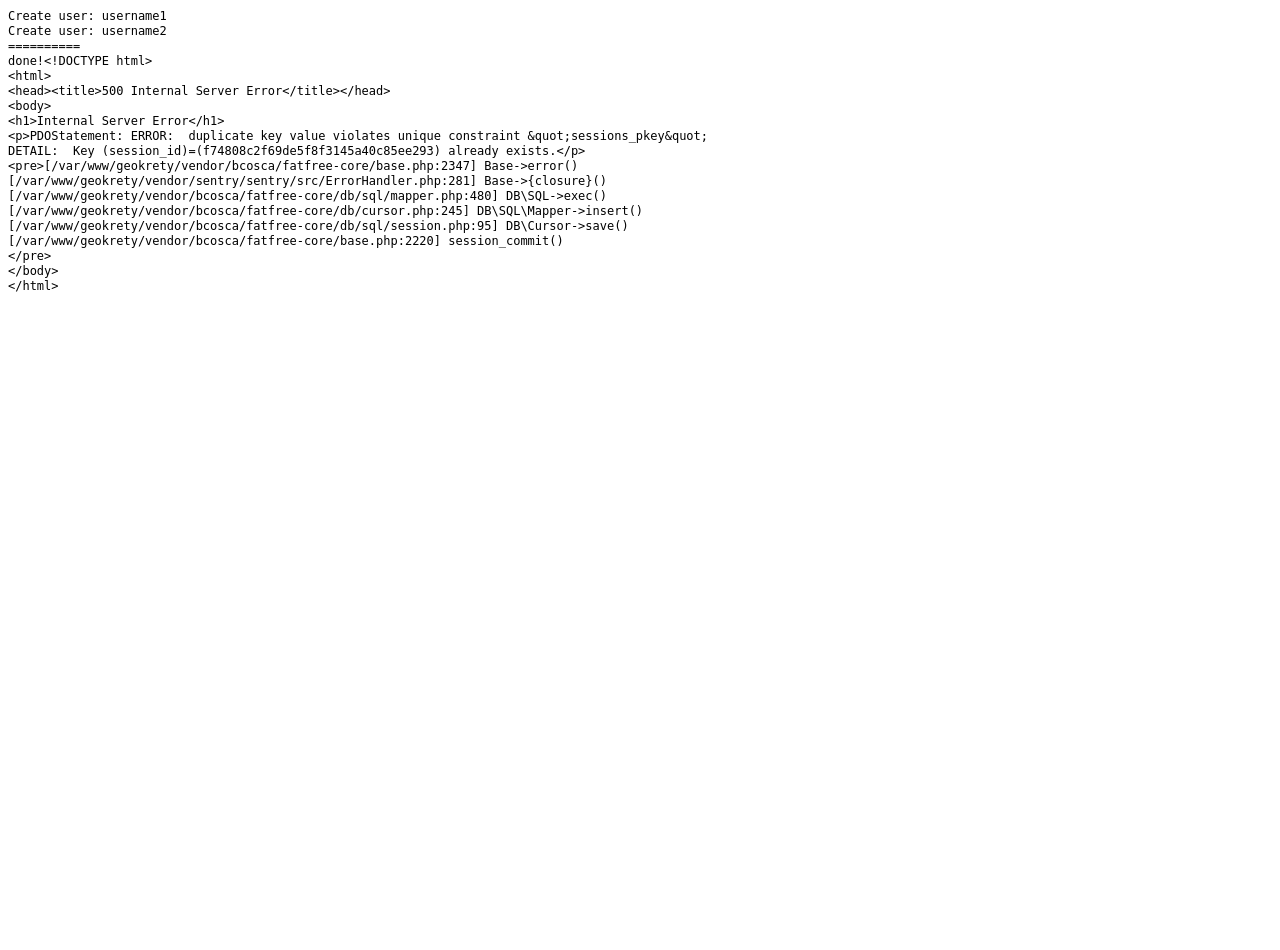 Create user: username1
Create user: username2
==========
done!<!DOCTYPE html>
<html>
<head><title>500 Internal Server Error</title></head>
<body>
<h1>Internal Server Error</h1>
<p>PDOStatement: ERROR:  duplicate key value violates unique constraint &quot;sessions_pkey&quot;
DETAIL:  Key (session_id)=(f74808c2f69de5f8f3145a40c85ee293) already exists.</p>
<pre>[/var/www/geokrety/vendor/bcosca/fatfree-core/base.php:2347] Base->error()
[/var/www/geokrety/vendor/sentry/sentry/src/ErrorHandler.php:281] Base->{closure}()
[/var/www/geokrety/vendor/bcosca/fatfree-core/db/sql/mapper.php:480] DB\SQL->exec()
[/var/www/geokrety/vendor/bcosca/fatfree-core/db/cursor.php:245] DB\SQL\Mapper->insert()
[/var/www/geokrety/vendor/bcosca/fatfree-core/db/sql/session.php:95] DB\Cursor->save()
[/var/www/geokrety/vendor/bcosca/fatfree-core/base.php:2220] session_commit()
</pre>
</body>
</html>